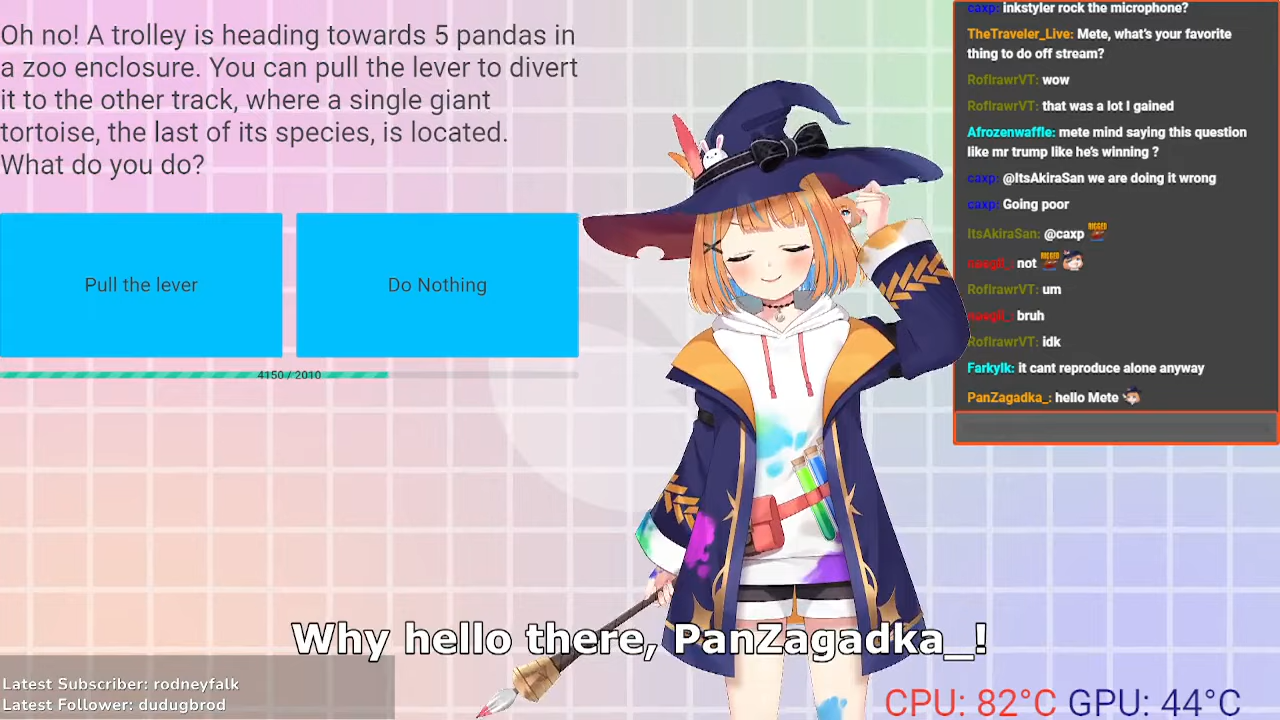 Oh no! A trolley is heading towards 5 pandas in
a zoo enclosure. You can pull the lever to divert
it to the other track, where a single giant
tortoise, the last of its species, is located.
What do you do?
Pull the lever
Do Nothing
4150 / 2010
caxp: inkstyler rock the microphone?
TheTraveler_Live: Mete, what's your favorite
thing to do off stream?
RoflrawrVT: wow
RoflrawrVT: that was a lot I gained
Afrozenwaffle: mete mind saying this question
like mr trump like he's winning ?
caxp: @ItsAkiraSan we are doing it wrong
caxp: Going poor
ItsAkiraSan: @caxp RIGGED
not RIGGED
RoflrawrVT: um
bruh
RoflrawrVT: idk
Farkylk: it cant reproduce alone anyway
PanZagadka_: hello Mete
Why hello there, PanZagadka_!
Latest Subscriber: rodneyfalk
Latest Follower: dudugbrod
CPU: 82°C GPU: 44°C